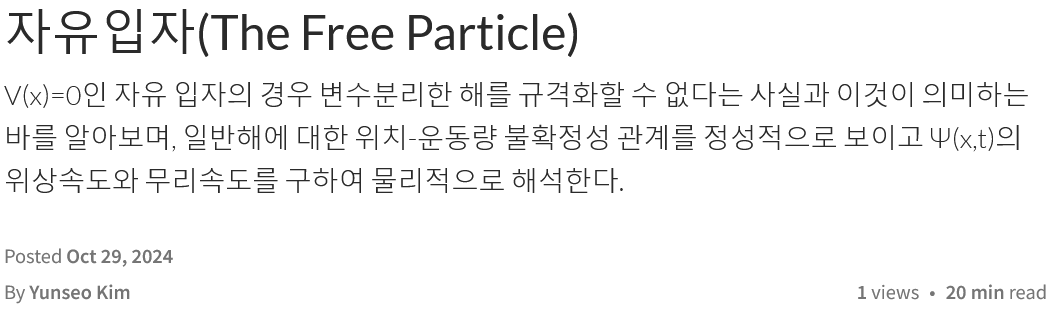 자유입자(The Free Particle)
V(x)=0인 자유 입자의 경우 변수분리한 해를 규격화할 수 없다는 사실과 이것이 의미하는
바를 알아보며, 일반해에 대한 위치-운동량 불확정성 관계를 정성적으로 보이고 Ψ(x,t)의
위상속도와 무리속도를 구하여 물리적으로 해석한다.
Posted Oct 29, 2024
By Yunseo Kim 1 views • 20 min read